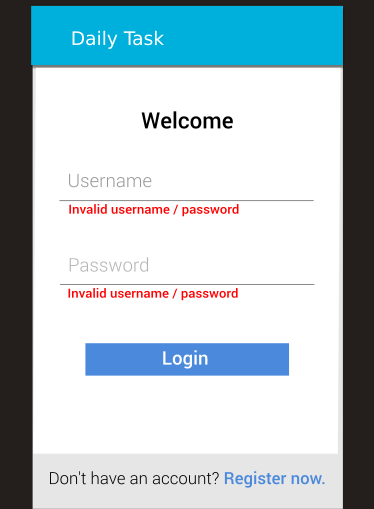 Daily Task
Welcome
Username
Invalid username / password
Password
Invalid username / password
Login
Don't have an account? Register now.